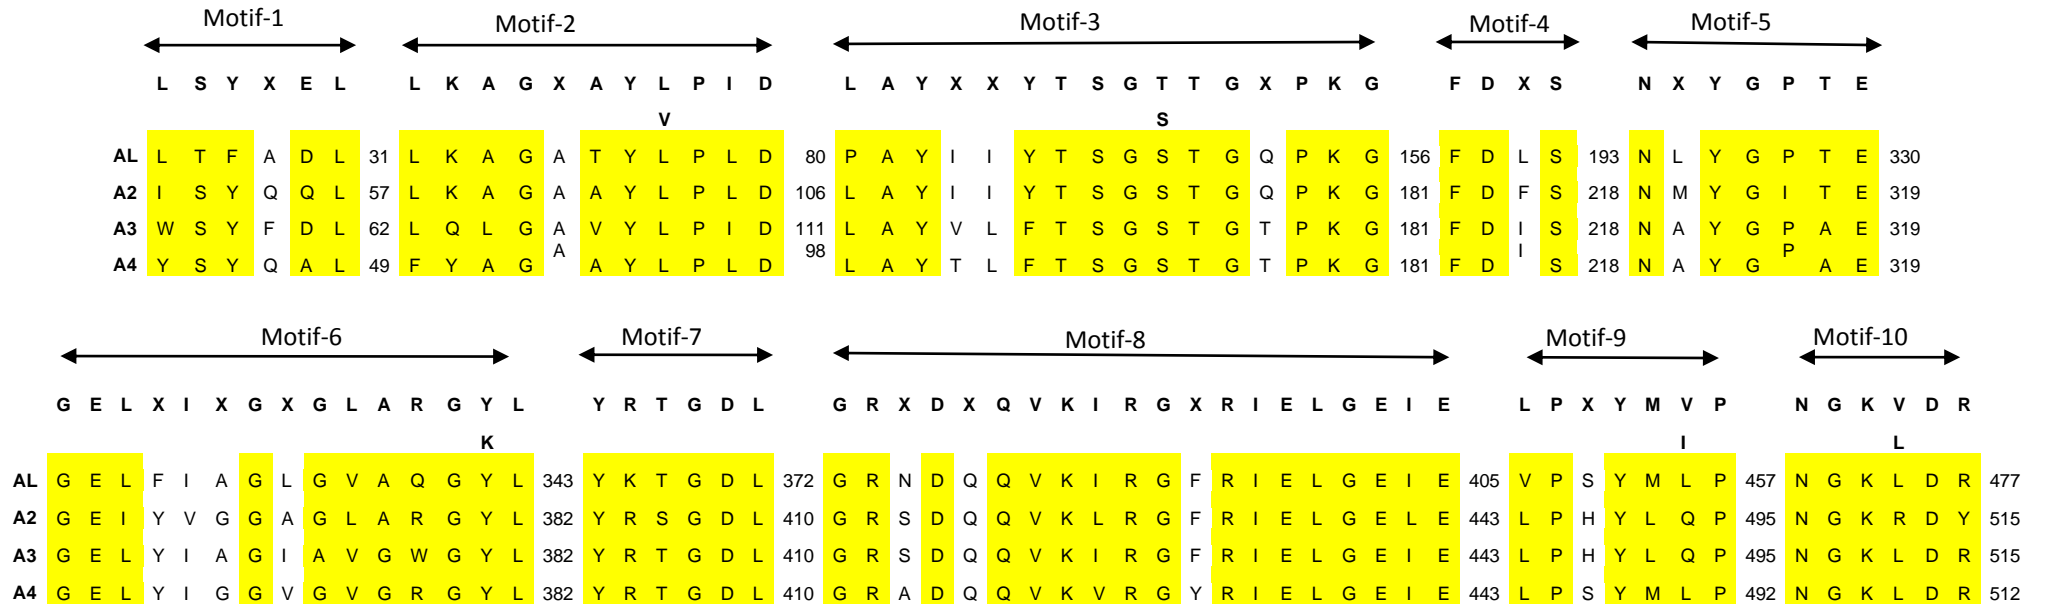 Motif-1 Motif-2 Motif-3 Motif-4 Motif-5
L S Y X E L L K A G X A Y L P I D L A Y X X Y T S G T T G X P K G F D X S N X Y G P T E
V S
AL L T F A D L 31 L K A G A T Y L P L D 80 P A Y I I Y T S G S T G Q P K G 156 F D L S 193 N L Y G P T E 330
A2 I S Y Q Q L 57 L K A G A A Y L P L D 106 L A Y I I Y T S G S T G Q P K G 181 F D F S 218 N M Y G I T E 319
A3 W S Y F D L 62 L Q L G A V Y L P I D 111 L A Y V L F T S G S T G T P K G 181 F D I S 218 N A Y G P A E 319
A4 Y S Y Q A L 49 F Y A G A A Y L P L D 98 L A Y T L F T S G S T G T P K G 181 F D I S 218 N A Y G P A E 319
Motif-6 Motif-7 Motif-8 Motif-9 Motif-10
G E L X I X G X G L A R G Y L Y R T G D L G R X D X Q V K I R G X R I E L G E I E L P X Y M V P N G K V D R
K I L
AL G E L F I A G L G V A Q G Y L 343 Y K T G D L 372 G R N D Q Q V K I R G F R I E L G E I E 405 V P S Y M L P 457 N G K L D R 477
A2 G E I Y V G G A G L A R G Y L 382 Y R S G D L 410 G R S D Q Q V K L R G F R I E L G E L E 443 L P H Y L Q P 495 N G K R D Y 515
A3 G E L Y I A G I A V G W G Y L 382 Y R T G D L 410 G R S D Q Q V K I R G F R I E L G E I E 443 L P H Y L Q P 495 N G K L D R 515
A4 G E L Y I G G V G V G R G Y L 382 Y R T G D L 410 G R A D Q Q V K V R G Y R I E L G E I E 443 L P S Y M L P 492 N G K L D R 512